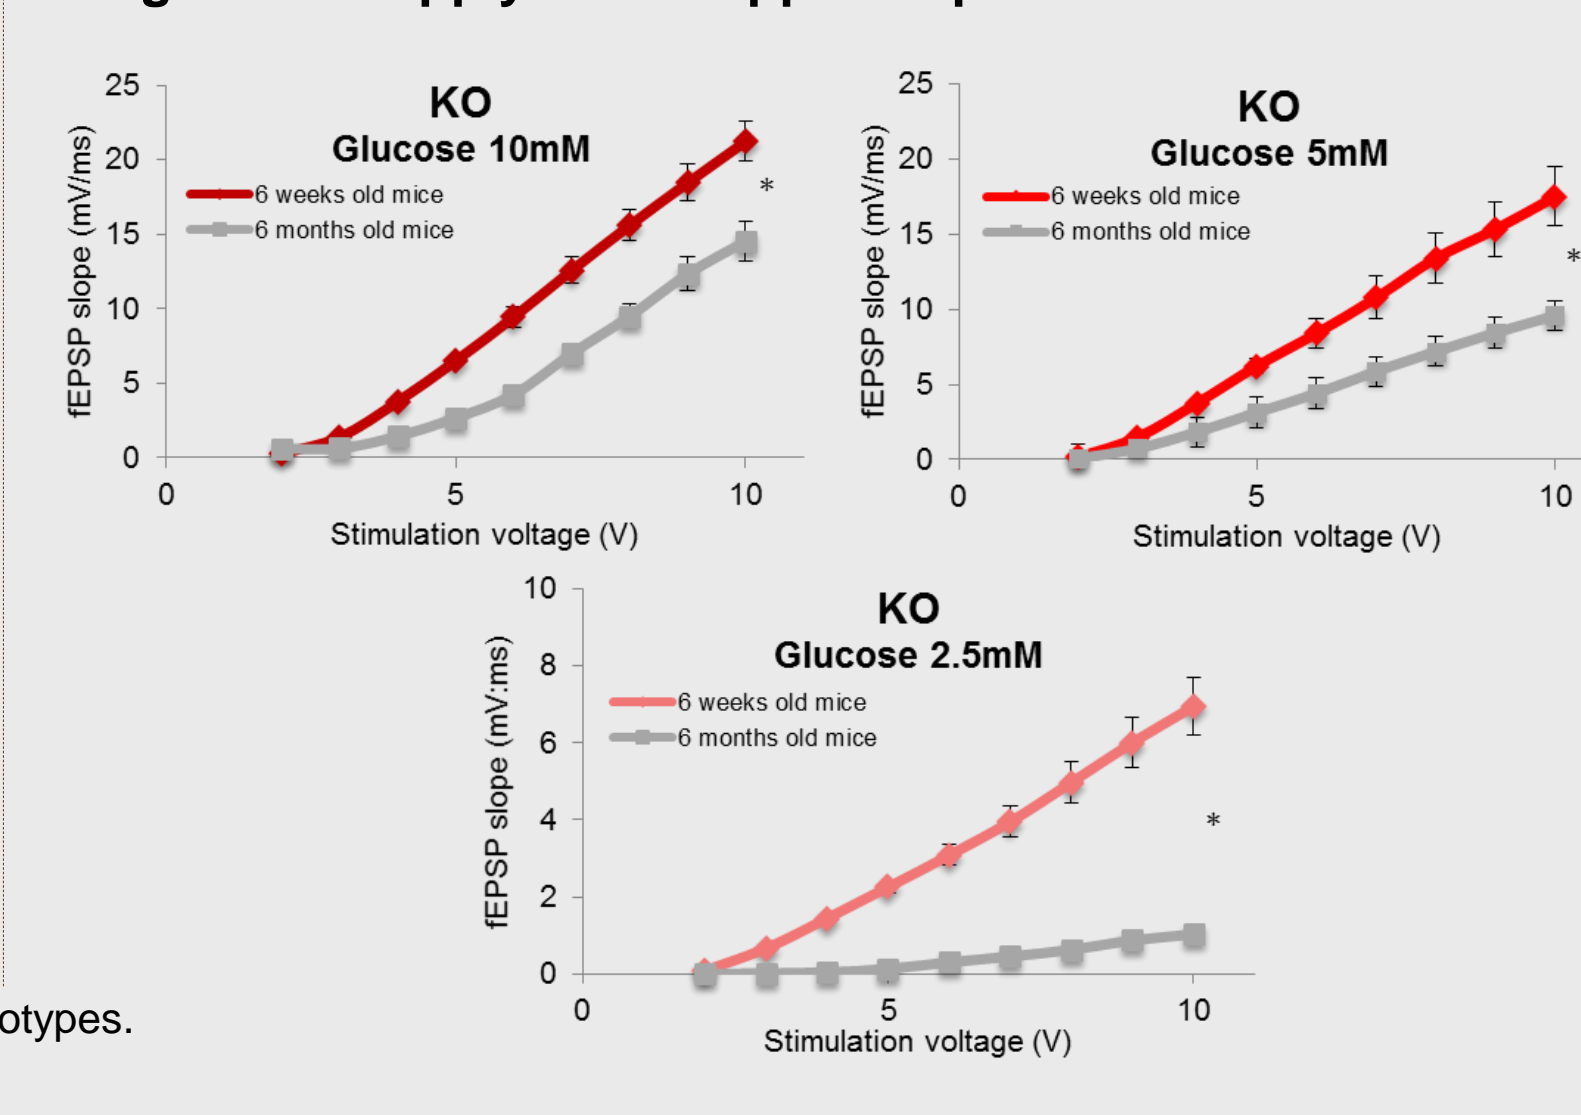 KO
Glucose 10mM
6 weeks old mice
6 months old mice
fEPSP slope (mV/ms)
25
20
15
10
5
0
0 5 10
Stimulation voltage (V)
KO
Glucose 5mM
6 weeks old mice
6 months old mice
fEPSP slope (mV/ms)
25
20
15
10
5
0
0 5 10
Stimulation voltage (V)
*
*
KO
Glucose 2.5mM
6 weeks old mice
6 months old mice
fEPSP slope (mV:ms)
10
8
6
4
2
0
0 5 10
Stimulation voltage (V)
*
otypes.